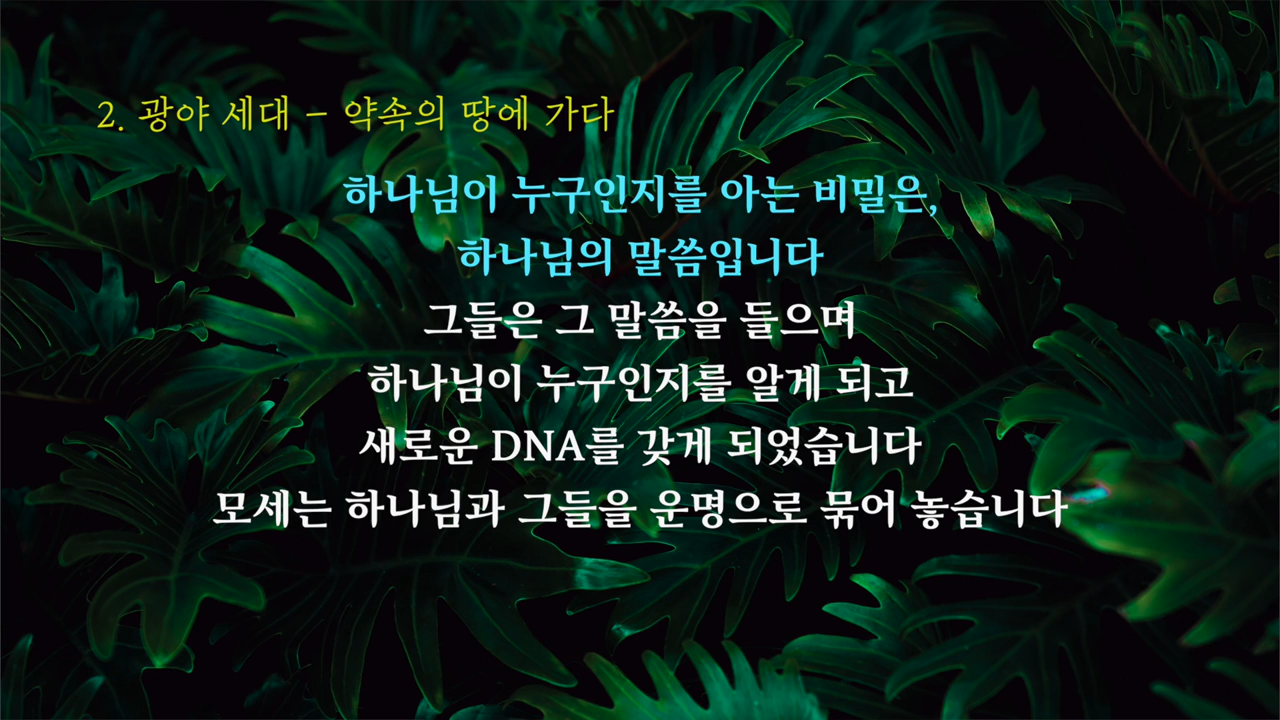 2. 광야 세대 - 약속의 땅에 가다
하나님이 누구인지를 아는 비밀은,
하나님의 말씀입니다
그들은 그 말씀을 들으며
하나님이 누구인지를 알게 되고
새로운 DNA를 갖게 되었습니다
모세는 하나님과 그들을 운명으로 묶어 놓습니다